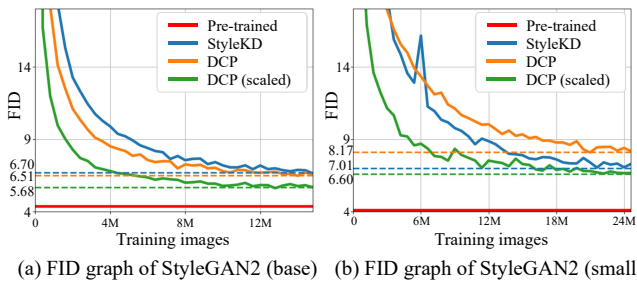 Pre-trained
StyleKD
DCP
DCP (scaled)
FID
14
9
6.70
6.51
5.68
4
0
4M
8M
12M
Training images
(a) FID graph of StyleGAN2 (base)
Pre-trained
StyleKD
DCP
DCP (scaled)
FID
14
9
8.17
7.01
6.60
4
0
6M
12M
18M
24M
Training images
(b) FID graph of StyleGAN2 (small